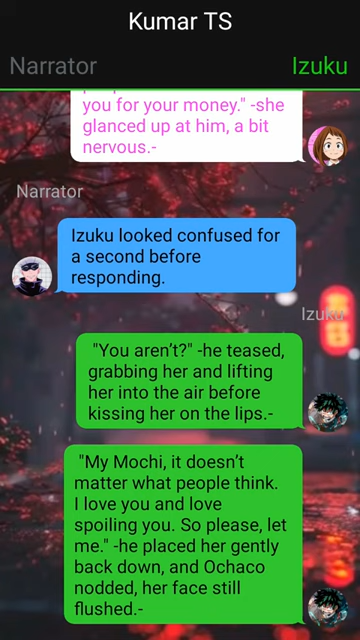 Kumar TS
Narrator
Izuku
you for your money." -she
glanced up at him, a bit
nervous.-
Narrator
Izuku looked confused for
a second before
responding.
Izuku
"You aren’t?" -he teased,
grabbing her and lifting
her into the air before
kissing her on the lips.-
"My Mochi, it doesn’t
matter what people think.
I love you and love
spoiling you. So please, let
me." -he placed her gently
back down, and Ochaco
nodded, her face still
flushed.-